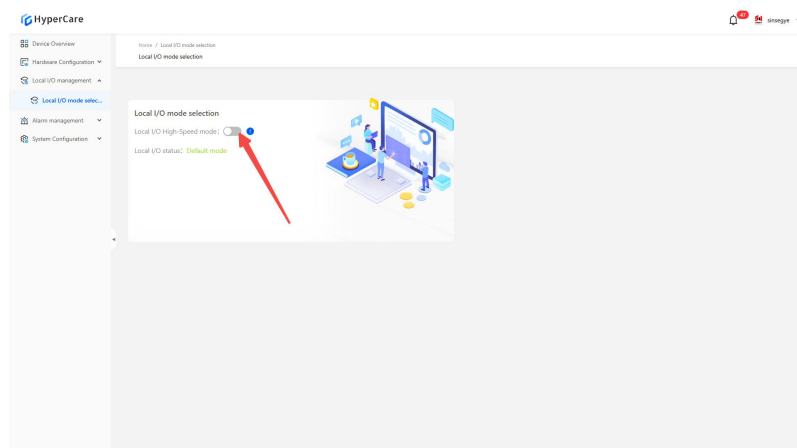 HyperCare
47
sinsegye
Device Overview
Hardware Configuration
Local I/O management
Local I/O mode selec...
Alarm management
System Configuration
Home / Local I/O mode selection
Local I/O mode selection
Local I/O mode selection
Local I/O High-Speed mode:
Local I/O status: Default mode